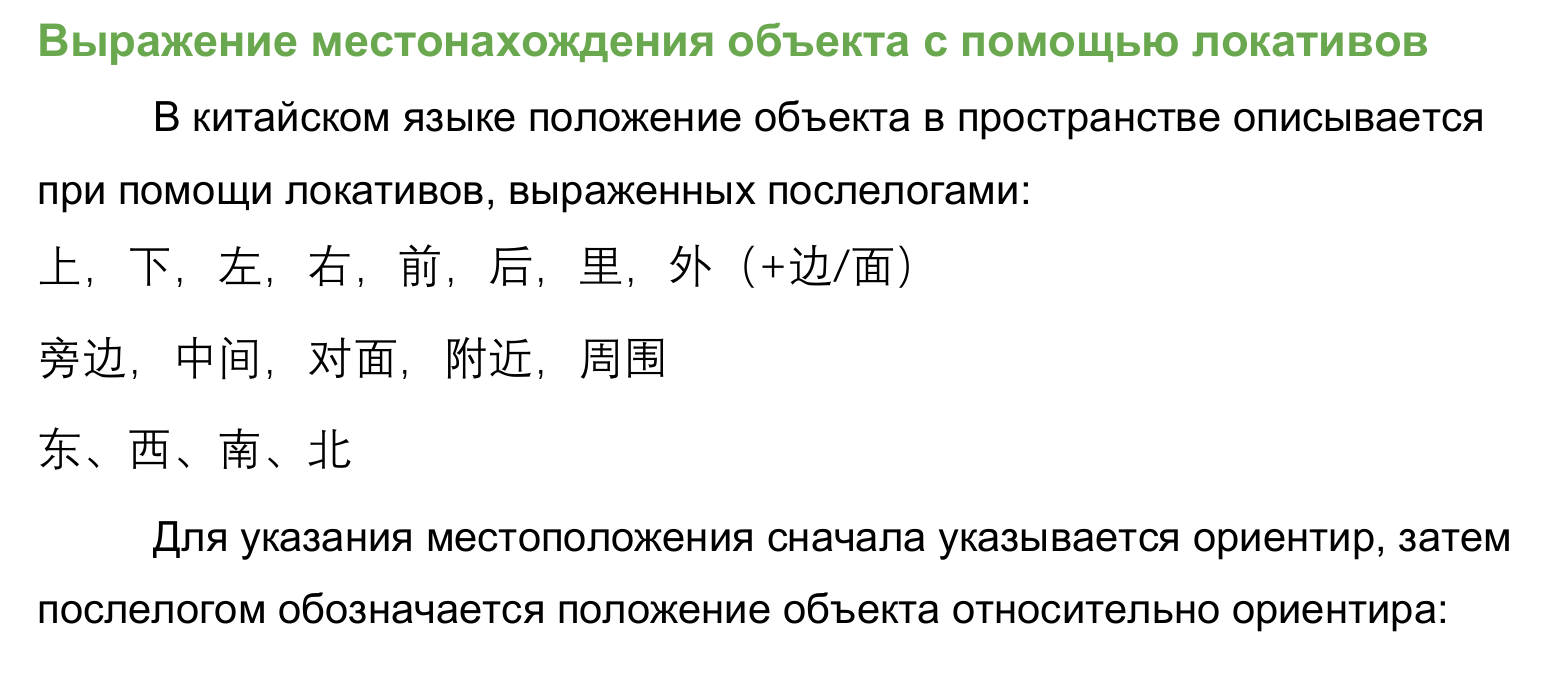 Выражение местонахождения объекта с помощью локативов
В китайском языке положение объекта в пространстве описывается
при помощи локативов, выраженных послелогами:
上，下，左，右，前，后，里，外（+边/面）
旁边，中间，对面，附近，周围
东、西、南、北
Для указания местоположения сначала указывается ориентир, затем
послелогом обозначается положение объекта относительно ориентира: